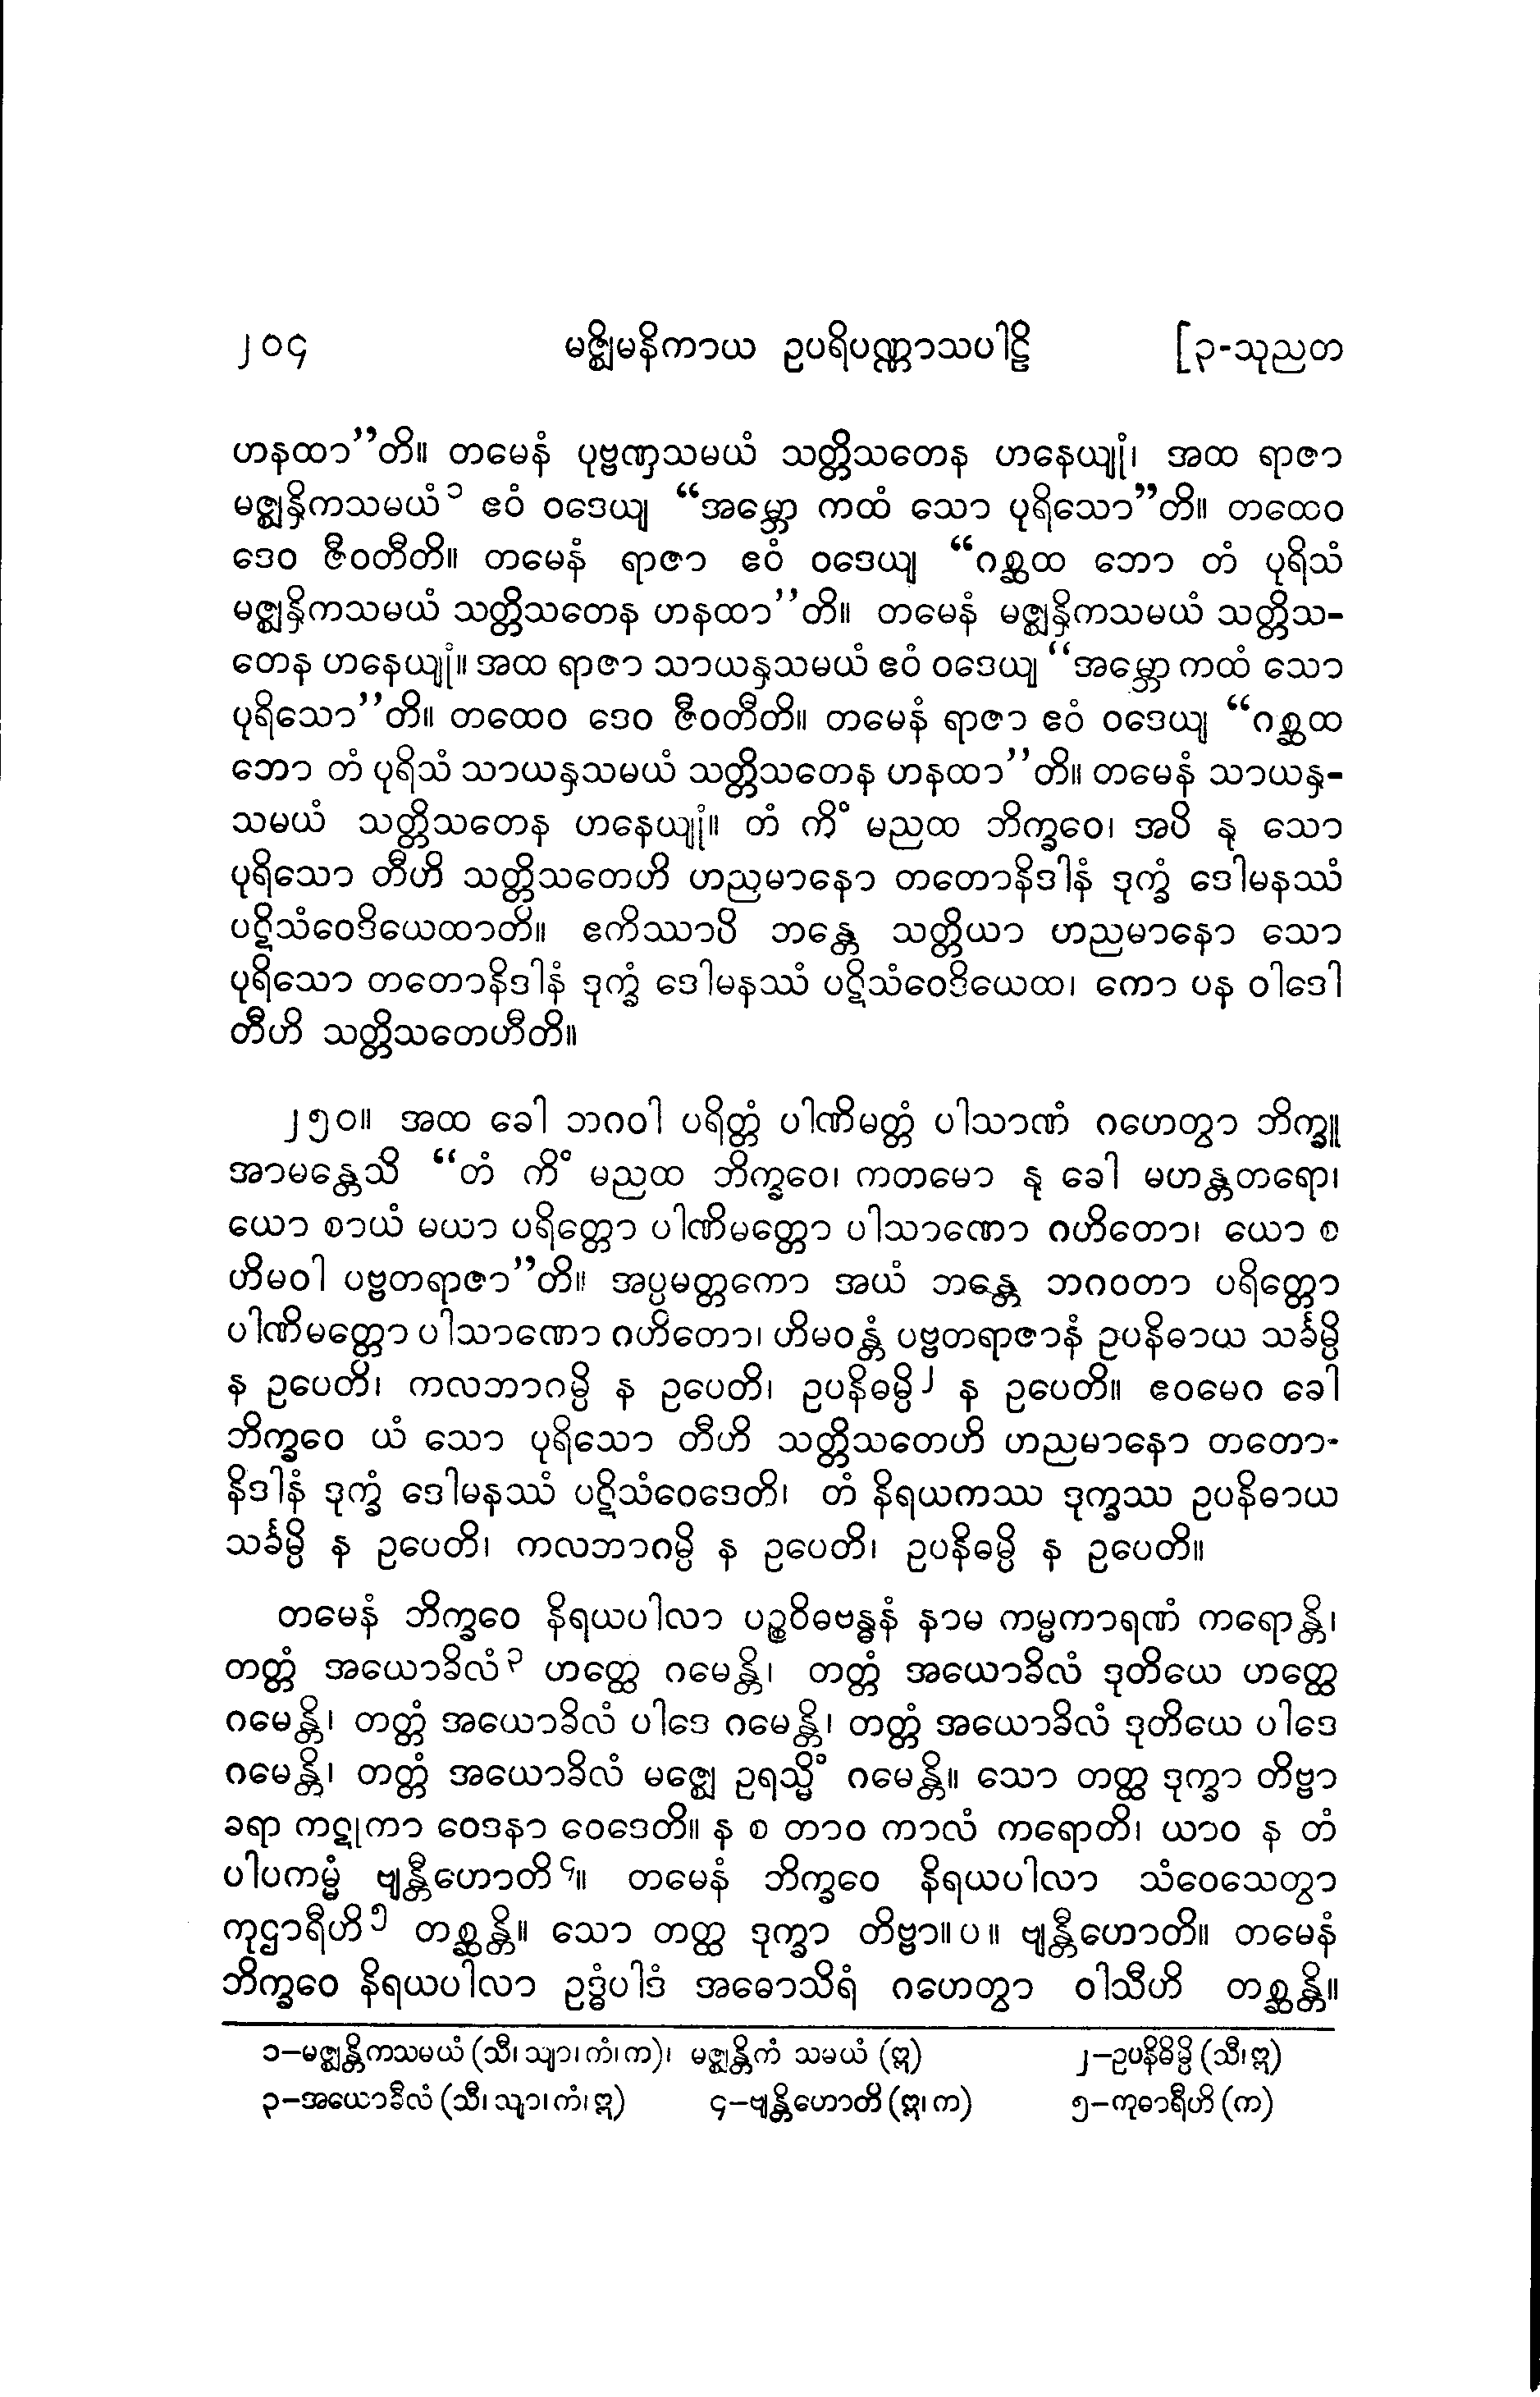 ၂၀၄ မဇ္ဈိမနိကာယ ဥပရိပဏ္ဏာသပါဠိ [၃-သုညတ
ဟနထာ”တိ။ တမေနံ ပုဗ္ဗဏှသမယံ သတ္တိသတေန ဟနေယျုံ၊ အထ ရာဇာ
မဇ္ဈနှိကသမယံ၁ ဧဝံ ဝဒေယျ “အမ္ဘော ကထံ သော ပုရိသော”တိ။ တထေဝ
ဒေဝ ဇီဝတီတိ။ တမေနံ ရာဇာ ဧဝံ ဝဒေယျ “ဂစ္ဆထ ဘော တံ ပုရိသံ
မဇ္ဈနှိကသမယံ သတ္တိသတေန ဟနထာ”တိ။ တမေနံ မဇ္ဈနှိကသမယံ သတ္တိသ-
တေန ဟနေယျုံ။ အထ ရာဇာ သာယနှသမယံ ဧဝံ ဝဒေယျ “အမ္ဘော ကထံ သော
ပုရိသော”တိ။ တထေဝ ဒေဝ ဇီဝတီတိ။ တမေနံ ရာဇာ ဧဝံ ဝဒေယျ “ဂစ္ဆထ
ဘော တံ ပုရိသံ သာယနှသမယံ သတ္တိသတေန ဟနထာ”တိ။ တမေနံ သာယနှ-
သမယံ သတ္တိသတေန ဟနေယျုံ။ တံ ကိံ မညထ ဘိက္ခဝေ၊ အပိ နု သော
ပုရိသော တီဟိ သတ္တိသတေဟိ ဟညမာနော တတောနိဒါနံ ဒုက္ခံ ဒေါမနဿံ
ပဋိသံဝေဒိယေထာတိ။ ဧကိဿာပိ ဘန္တေ သတ္တိယာ ဟညမာနော သော
ပုရိသော တတောနိဒါနံ ဒုက္ခံ ဒေါမနဿံ ပဋိသံဝေဒိယေထ၊ ကော ပန ဝါဒေါ
တီဟိ သတ္တိသတေဟီတိ။
၂၅၀။ အထ ခေါ ဘဂဝါ ပရိတ္တံ ပါဏိမတ္တံ ပါသာဏံ ဂဟေတွာ ဘိက္ခူ
အာမန္တေသိ “တံ ကိံ မညထ ဘိက္ခဝေ၊ ကတမော နု ခေါ မဟန္တတရော၊
ယော စာယံ မယာ ပရိတ္တော ပါဏိမတ္တော ပါသာဏော ဂဟိတော၊ ယော စ
ဟိမဝါ ပဗ္ဗတရာဇာ”တိ။ အပ္ပမတ္တကော အယံ ဘန္တေ ဘဂဝတာ ပရိတ္တော
ပါဏိမတ္တော ပါသာဏော ဂဟိတော၊ ဟိမဝန္တံ ပဗ္ဗတရာဇာနံ ဥပနိဓာယ သင်္ခမ္ပိ
န ဥပေတိ၊ ကလဘာဂမ္ပိ န ဥပေတိ၊ ဥပနိဓမ္ပိ၂ န ဥပေတိ။ ဧဝမေဂ ခေါ
ဘိက္ခဝေ ယံ သော ပုရိသော တီဟိ သတ္တိသတေဟိ ဟညမာနော တတော-
နိဒါနံ ဒုက္ခံ ဒေါမနဿံ ပဋိသံဝေဒေတိ၊ တံ နိရယကဿ ဒုက္ခဿ ဥပနိဓာယ
သင်္ခမ္ပိ န ဥပေတိ၊ ကလဘာဂမ္ပိ န ဥပေတိ၊ ဥပနိဓမ္ပိ န ဥပေတိ။
တမေနံ ဘိက္ခဝေ နိရယပါလာ ပဉ္စဝိဓဗန္ဓနံ နာမ ကမ္မကာရဏံ ကရောန္တိ၊
တတ္တံ အယောခိလံ၃ ဟတ္ထေ ဂမေန္တိ၊ တတ္တံ အယောခိလံ ဒုတိယေ ဟတ္ထေ
ဂမေန္တိ၊ တတ္တံ အယောခိလံ ပါဒေ ဂမေန္တိ၊ တတ္တံ အယောခိလံ ဒုတိယေ ပါဒေ
ဂမေန္တိ၊ တတ္တံ အယောခိလံ မဇ္ဈေ ဥရသ္မိံ ဂမေန္တိ။ သော တတ္ထ ဒုက္ခာ တိဗ္ဗာ
ခရာ ကဋုကာ ဝေဒနာ ဝေဒေတိ။ န စ တာဝ ကာလံ ကရောတိ၊ ယာဝ န တံ
ပါပကမ္မံ ဗျန္တီဟောတိ၄။ တမေနံ ဘိက္ခဝေ နိရယပါလာ သံဝေသေတွာ
ကုဌာရီဟိ၅ တစ္ဆန္တိ။ သော တတ္ထ ဒုက္ခာ တိဗ္ဗာ။ပ။ ဗျန္တီဟောတိ။ တမေနံ
ဘိက္ခဝေ နိရယပါလာ ဥဒ္ဓံပါဒံ အဓောသိရံ ဂဟေတွာ ဝါသီဟိ တစ္ဆန္တိ။
၁–မဇ္ဈန္တိကသမယံ (သီ၊ သျာ၊ ကံ၊ က)၊ မဇ္ဈန္တိကံ သမယံ (ဣ) ၂–ဥပနိဓိမ္ပိ (သီ၊ ဣ)
၃–အယောခီလံ (သီ၊ သျာ၊ ကံ၊ ဣ) ၄–ဗျန္တိဟောတိ (ဣ၊ က) ၅–ကုဓာရီဟိ (က)